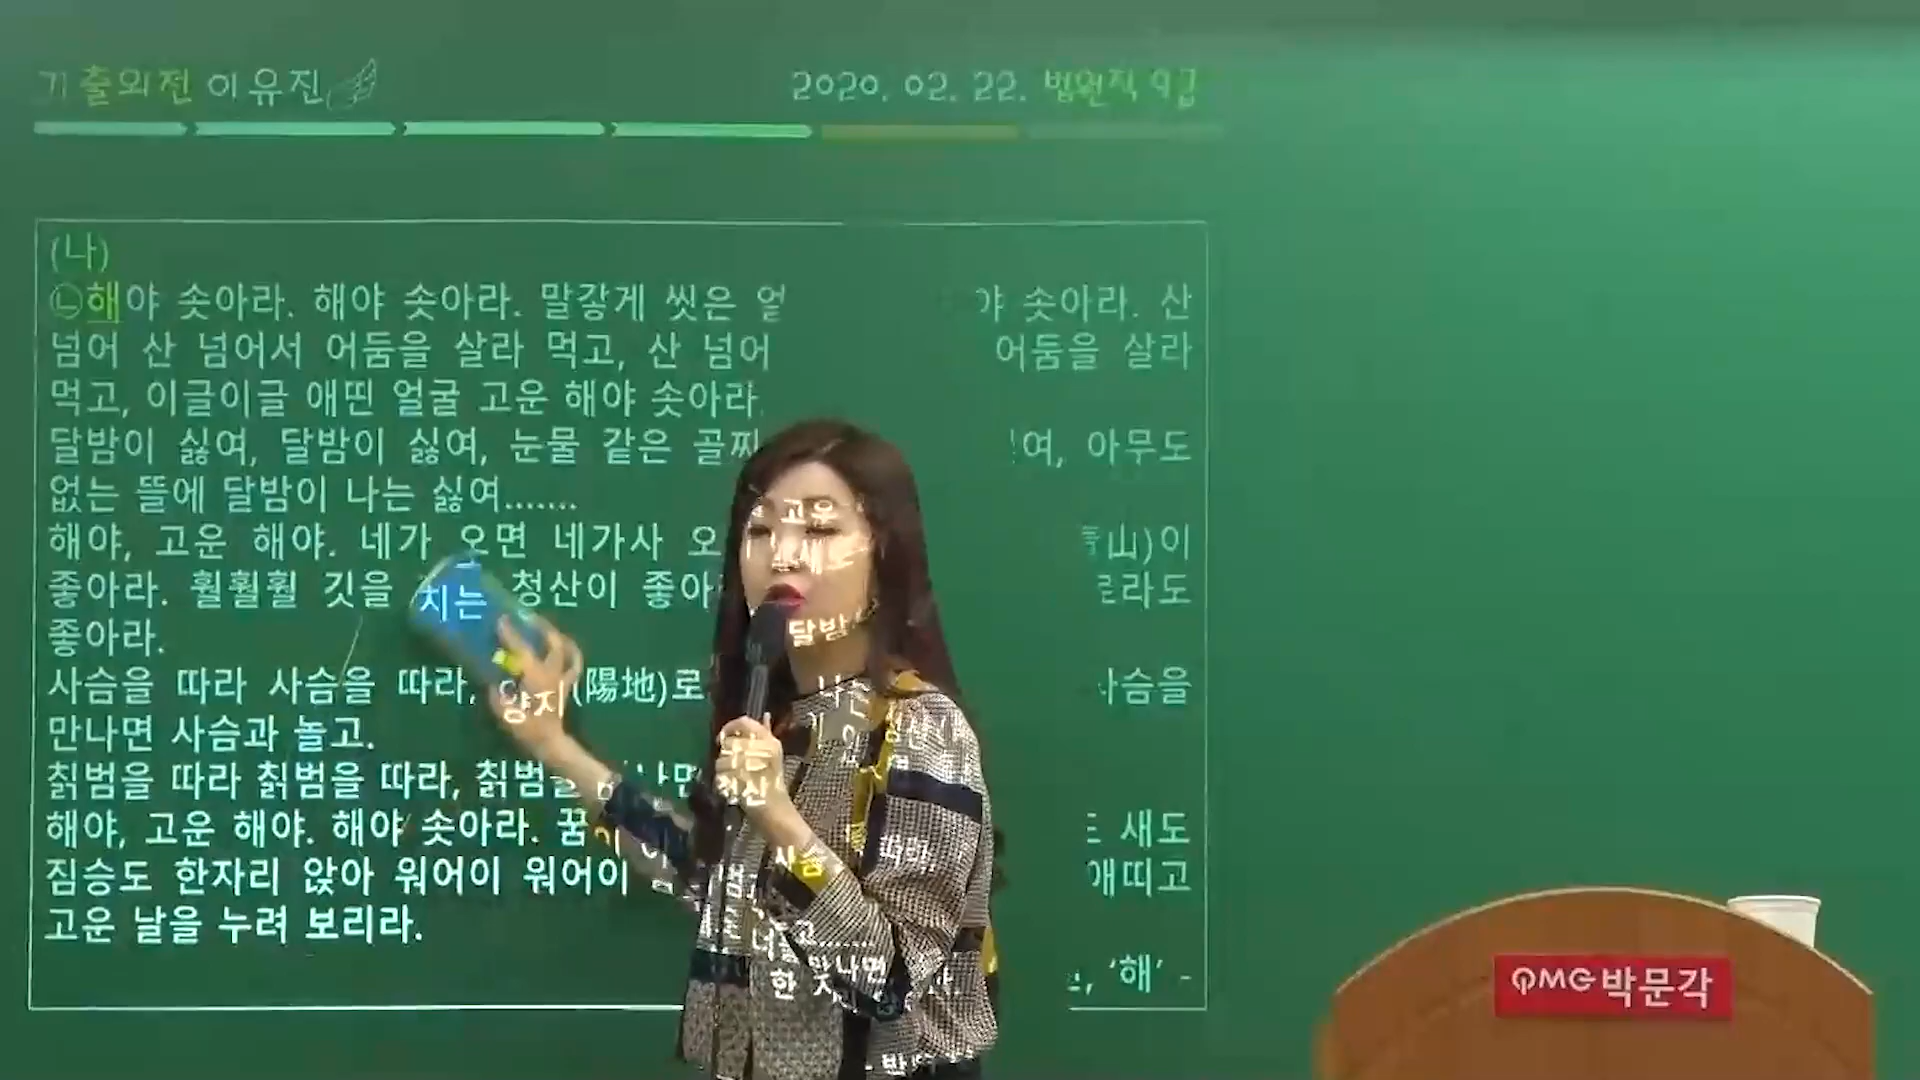 기출외전 이유진
2020. 02. 22. 법원직 9급
(나)
㉡해야 솟아라. 해야 솟아라. 말갛게 씻은 야 솟아라. 산
넘어 산 넘어서 어둠을 살라 먹고, 산 넘어 어둠을 살라
먹고, 이글이글 애띤 얼굴 고운 해야 솟아라.
달밤이 싫여, 달밤이 싫여, 눈물 같은 여, 아무도
없는 뜰에 달밤이 나는 싫여.......
해야, 고운 해야. 네가 오면 네가사 山)이
좋아라. 훨훨훨 깃을 치는 청산이 라도
좋아라.
사슴을 따라 사슴을 따라, 양지(陽地)로 사슴을
만나면 사슴과 놀고.
칡범을 따라 칡범을 따라, 칡범을
해야, 고운 해야. 해야 솟아라. 새도
짐승도 한자리 앉아 워어이 워어이 애띠고
고운 날을 누려 보리라.
, ‘해’ -
PMG 박문각